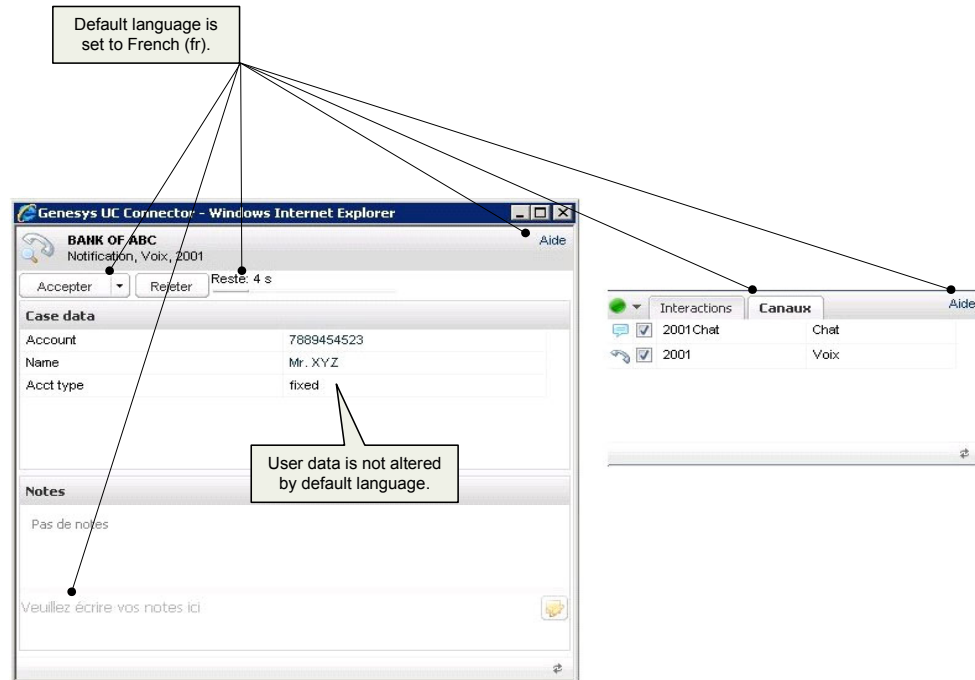 Default language is
set to French (fr).
Genesys UC Connector - Windows Internet Explorer
BANK OF ABC
Aide
Notification, Voix, 2001
Accepter
Rejeter
Reste: 4 s
Case data
Account 7889454523
Name Mr. XYZ
Acct type fixed
User data is not altered
by default language.
Notes
Pas de notes
Veuillez écrire vos notes ici
Interactions
Canaux
Aide
2001Chat Chat
2001 Voix